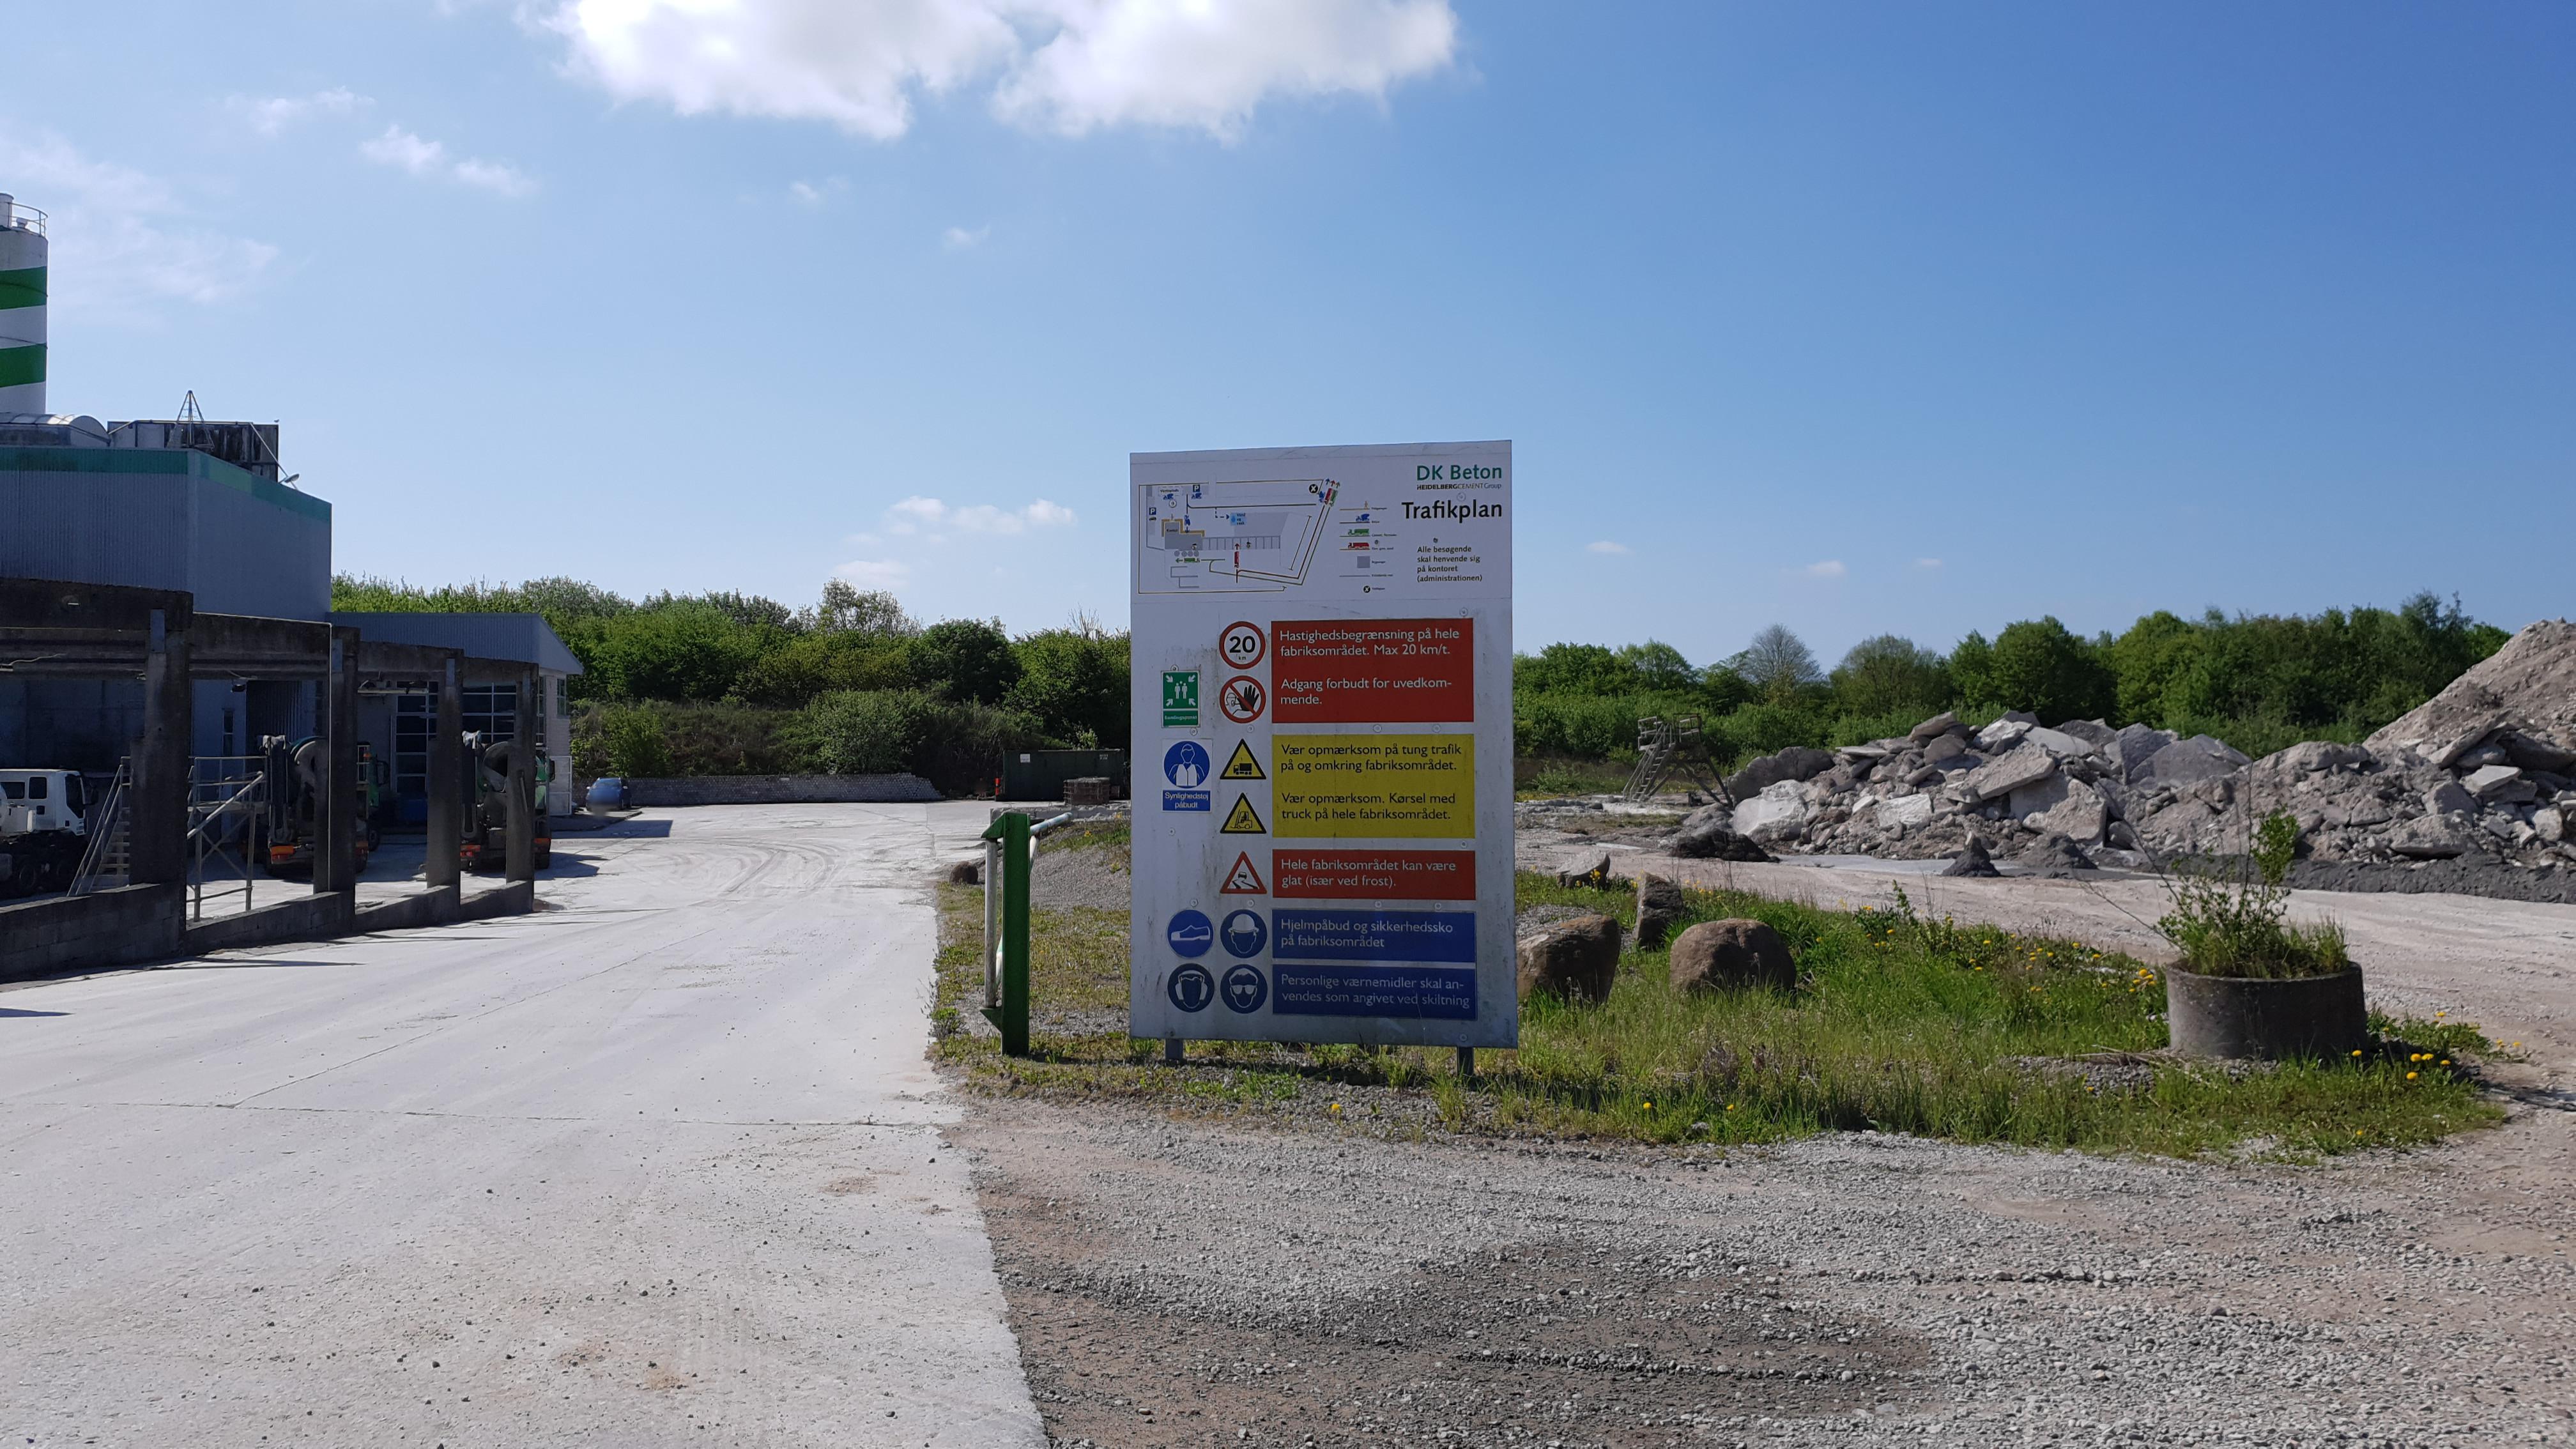 DK Beton
HEIDELBERGCEMENT Group
Trafikplan
P
P
Alle besøgende
skal henvende sig
på kontoret
(administrationen)
20
Hastighedsbegrænsning på hele
fabriksområdet. Max 20 km/t.
Adgang forbudt for uvedkom-
mende.
Vær opmærksom på tung trafik
på og omkring fabriksområdet.
Synlighedstøj
påbudt
Vær opmærksom. Kørsel med
truck på hele fabriksområdet.
Hele fabriksområdet kan være
glat (især ved frost).
Hjelmpåbud og sikkerhedssko
på fabriksområdet
Personlige værnemidler skal an-
vendes som angivet ved skiltning